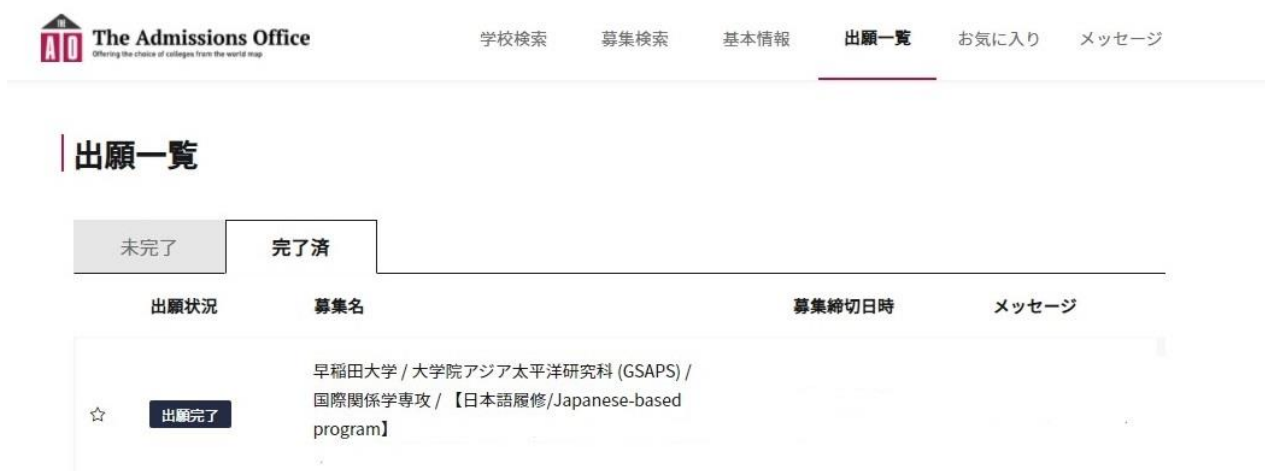 THE
AO
The Admissions Office
Offering the choice of colleges from the world map
学校検索
募集検索
基本情報
出願一覧
お気に入り
メッセージ
出願一覧
未完了
完了済
出願状況
募集名
募集締切日時
メッセージ
早稲田大学 / 大学院アジア太平洋研究科 (GSAPS) /
国際関係学専攻 / 【日本語履修/Japanese-based
program】
出願完了